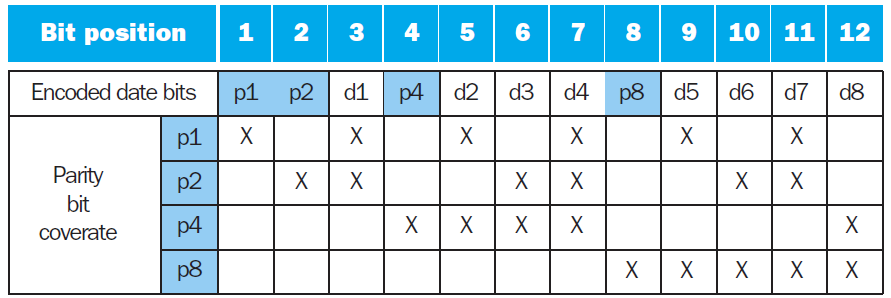 Bit position 1 2 3 4 5 6 7 8 9 10 11 12
Encoded date bits p1 p2 d1 p4 d2 d3 d4 p8 d5 d6 d7 d8
Parity
bit
coverate
p1 X X X X X X
p2 X X X X X X
p4 X X X X X
p8 X X X X X